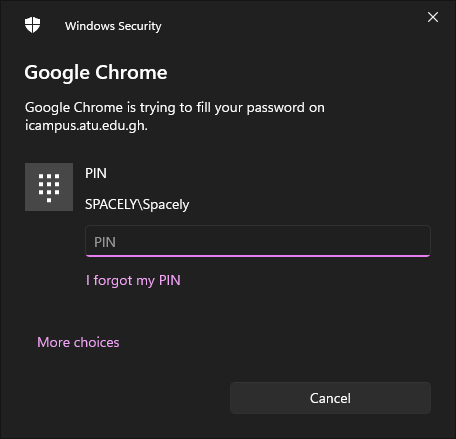 Windows Security
Google Chrome
Google Chrome is trying to fill your password on
icampus.atu.edu.gh.
PIN
SPACELY\Spacely
PIN
I forgot my PIN
More choices
Cancel